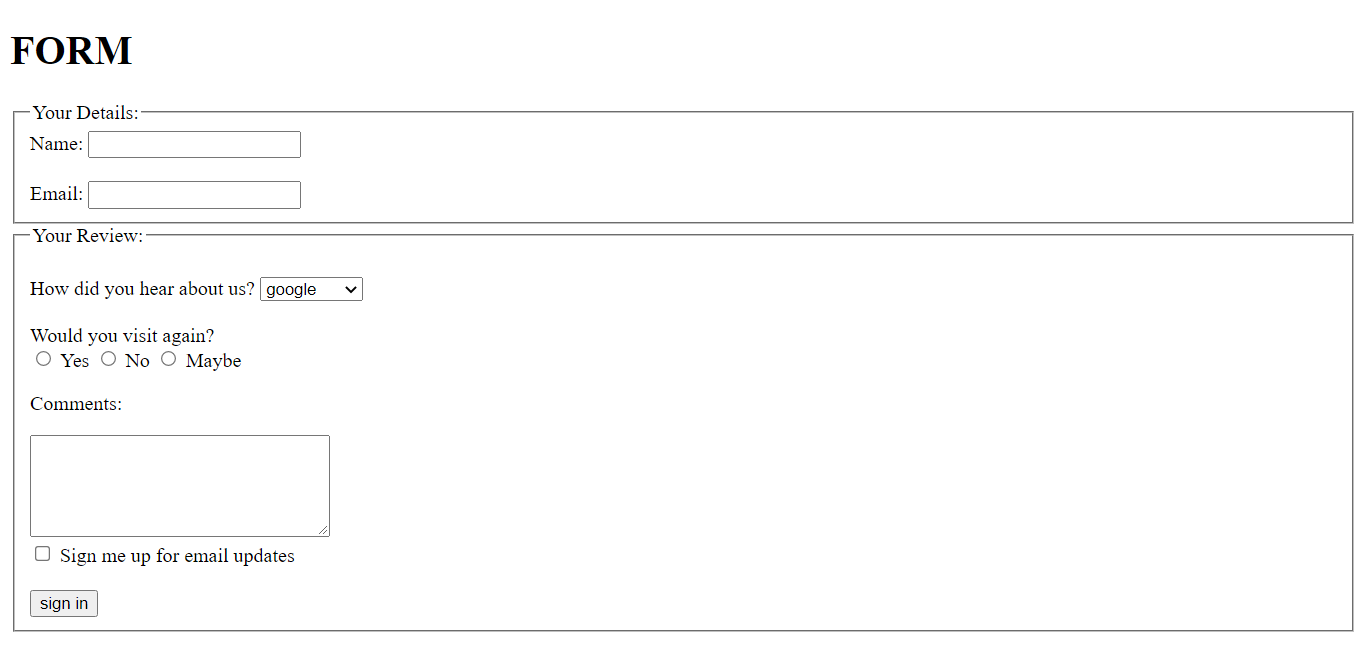 FORM
Your Details:
Name:
Email:
Your Review:
How did you hear about us? google
Would you visit again?
Yes No Maybe
Comments:
Sign me up for email updates
sign in